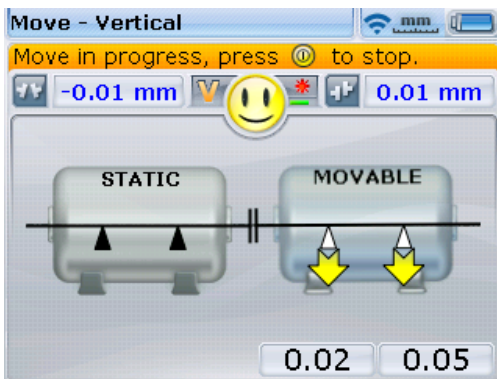 Move - Vertical mm
Move in progress, press to stop.
-0.01 mm V 0.01 mm
STATIC MOVABLE
0.02 0.05